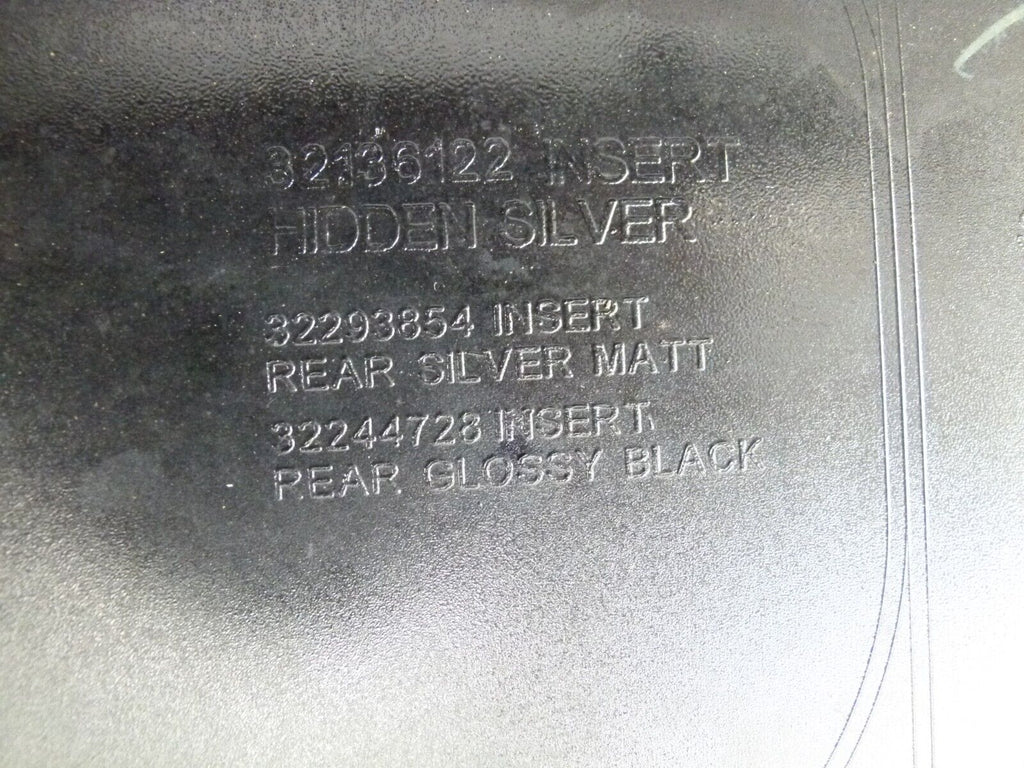 32136122 INSERT
HIDDEN SILVER
32293854 INSERT
REAR SILVER MATT
32244728 INSERT
REAR GLOSSY BLACK